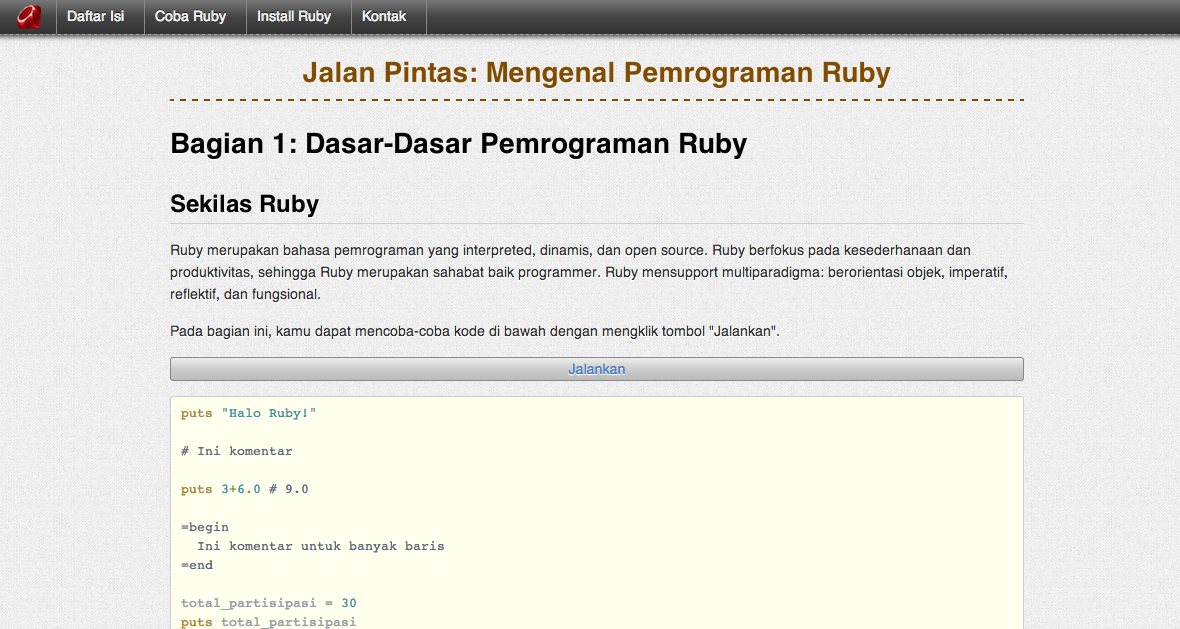 Daftar Isi Coba Ruby Install Ruby Kontak
Jalan Pintas: Mengenal Pemrograman Ruby
Bagian 1: Dasar-Dasar Pemrograman Ruby
Sekilas Ruby
Ruby merupakan bahasa pemrograman yang interpreted, dinamis, dan open source. Ruby berfokus pada kesederhanaan dan
produktivitas, sehingga Ruby merupakan sahabat baik programmer. Ruby mensupport multiparadigma: berorientasi objek, imperatif,
reflektif, dan fungsional.
Pada bagian ini, kamu dapat mencoba-coba kode di bawah dengan mengklik tombol "Jalankan".
Jalankan
puts "Halo Ruby!"
# Ini komentar
puts 3+6.0 # 9.0
=begin
  Ini komentar untuk banyak baris
=end
total_partisipasi = 30
puts total_partisipasi